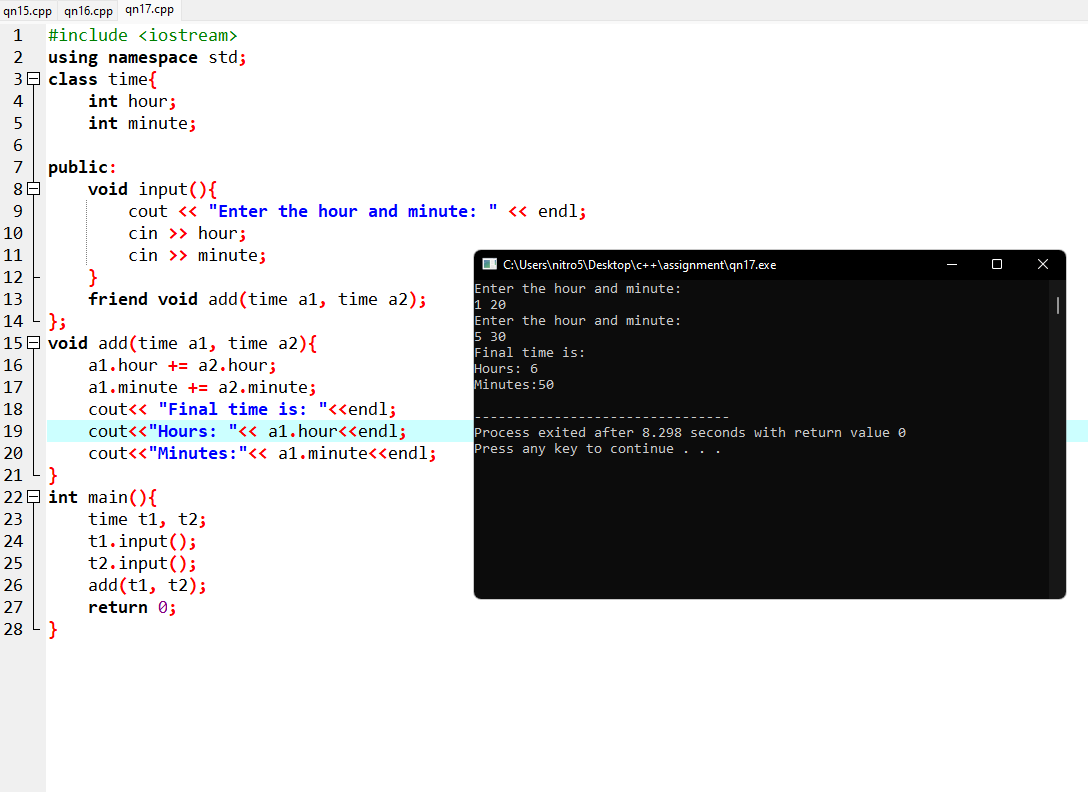 qn15.cpp qn16.cpp qn17.cpp
1 #include <iostream>
2 using namespace std;
3 class time{
4     int hour;
5     int minute;
6
7 public:
8     void input(){
9         cout << "Enter the hour and minute: " << endl;
10         cin >> hour;
11         cin >> minute;
12     }
13     friend void add(time a1, time a2);
14 };
15 void add(time a1, time a2){
16     a1.hour += a2.hour;
17     a1.minute += a2.minute;
18     cout<< "Final time is: "<<endl;
19     cout<<"Hours: "<< a1.hour<<endl;
20     cout<<"Minutes:"<< a1.minute<<endl;
21 }
22 int main(){
23     time t1, t2;
24     t1.input();
25     t2.input();
26     add(t1, t2);
27     return 0;
28 }
C:\Users\nitro5\Desktop\c++\assignment\qn17.exe
Enter the hour and minute:
1 20
Enter the hour and minute:
5 30
Final time is:
Hours: 6
Minutes:50
--------------------------------
Process exited after 8.298 seconds with return value 0
Press any key to continue . . .